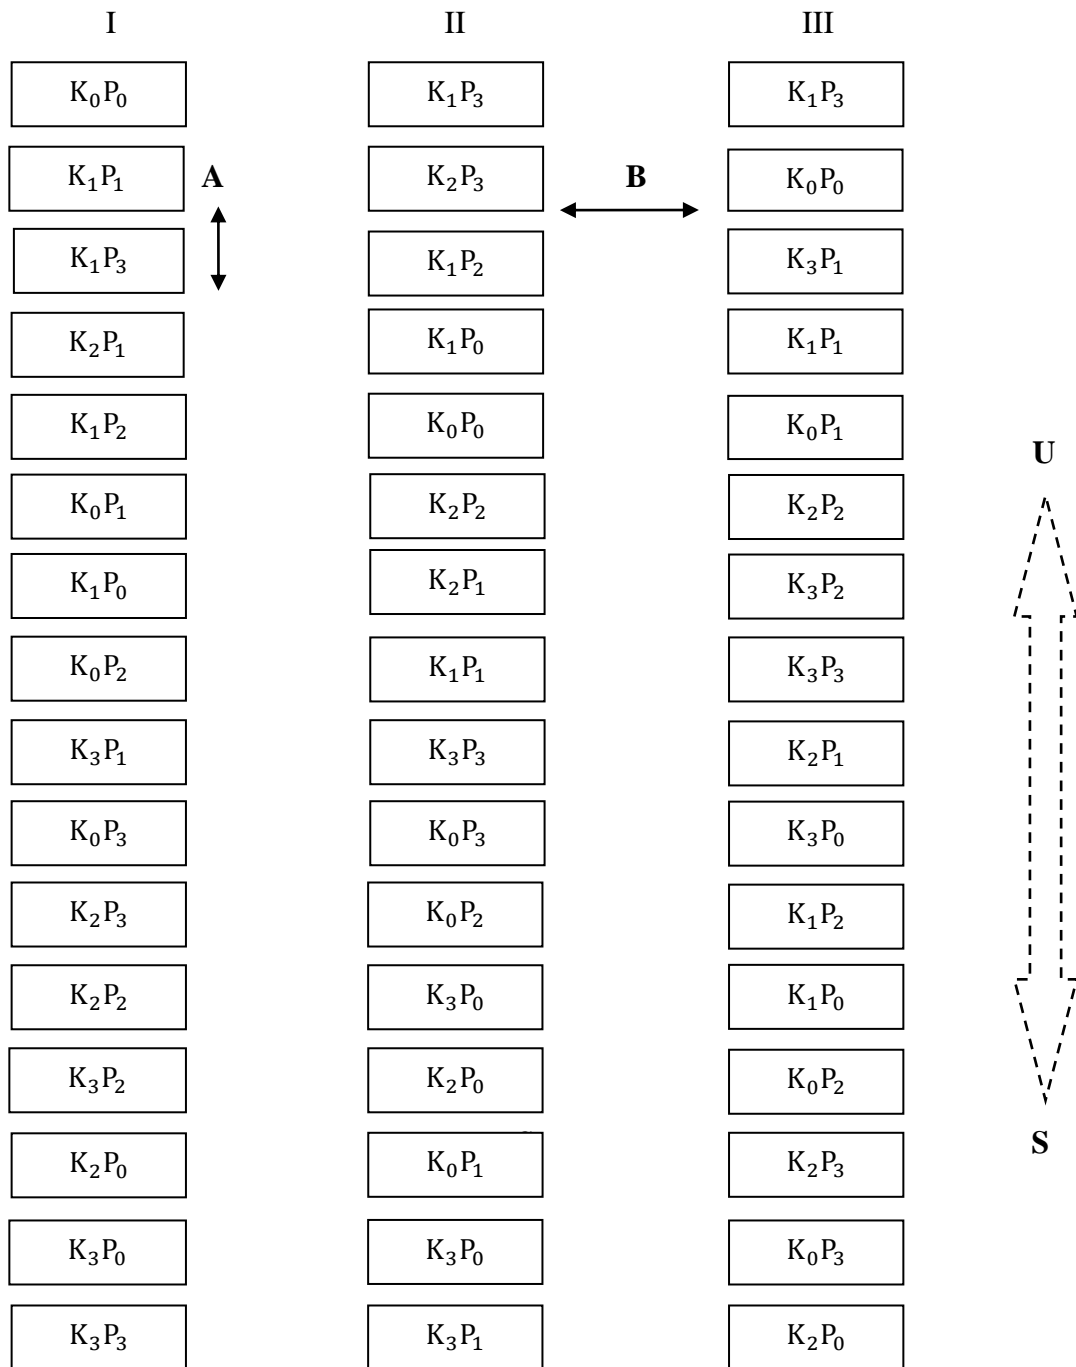 I II III
K₀P₀ K₁P₃ K₁P₃
K₁P₁ A K₂P₃ B K₀P₀
K₁P₃ K₁P₂ K₃P₁
K₂P₁ K₁P₀ K₁P₁
K₁P₂ K₀P₀ K₀P₁
U
K₀P₁ K₂P₂ K₂P₂
K₁P₀ K₂P₁ K₃P₂
K₀P₂ K₁P₁ K₃P₃
K₃P₁ K₃P₃ K₂P₁
K₀P₃ K₀P₃ K₃P₀
K₂P₃ K₀P₂ K₁P₂
K₂P₂ K₃P₀ K₁P₀
K₃P₂ K₂P₀ K₀P₂
S
K₂P₀ K₀P₁ K₂P₃
K₃P₀ K₃P₀ K₀P₃
K₃P₃ K₃P₁ K₂P₀